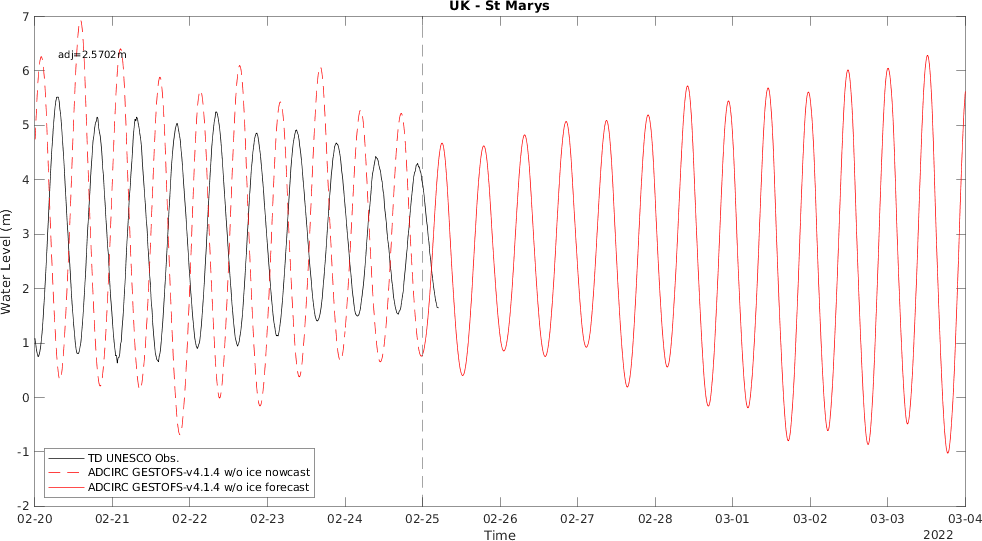 UK - St Marys
7
6
5
4
3
2
1
0
-1
-2
Water Level (m)
adj=2.5702m
TD UNESCO Obs.
ADCIRC GESTOFS-v4.1.4 w/o ice nowcast
ADCIRC GESTOFS-v4.1.4 w/o ice forecast
02-20 02-21 02-22 02-23 02-24 02-25 02-26 02-27 02-28 03-01 03-02 03-03 03-04
Time
2022